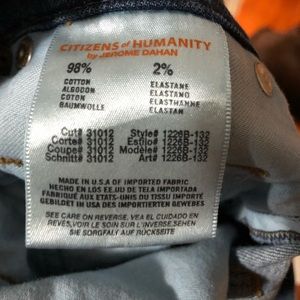 CITIZENS of HUMANITY
by JEROME DAHAN
98% 2%
COTTON ELASTANE
ALGODON ELASTANO
COTON ELASTHANNE
BAUMWOLLE ELASTAN
Cut# 31012 Style# 1226B-132
Corte# 31012 Estilo# 1226B-132
Coupe# 31012 Modèle# 1226B-132
Schnitt# 31012 Art# 1226B-132
MADE IN U.S.A OF IMPORTED FABRIC
HECHO EN LOS EE.UU DE TELA IMPORTADA
FABRIQUE AUX ETATS-UNIS DU TISSU IMPORTE
IN DEN USA DES IMPORTIERTEN GEWEBES
SEE CARE ON REVERSE, VEA EL CUIDADO EN
REVES,VOIR LE SOIN SUR L'INVERSE,SEHEN
SIE SORGFALT AUF RÜCKSEITE